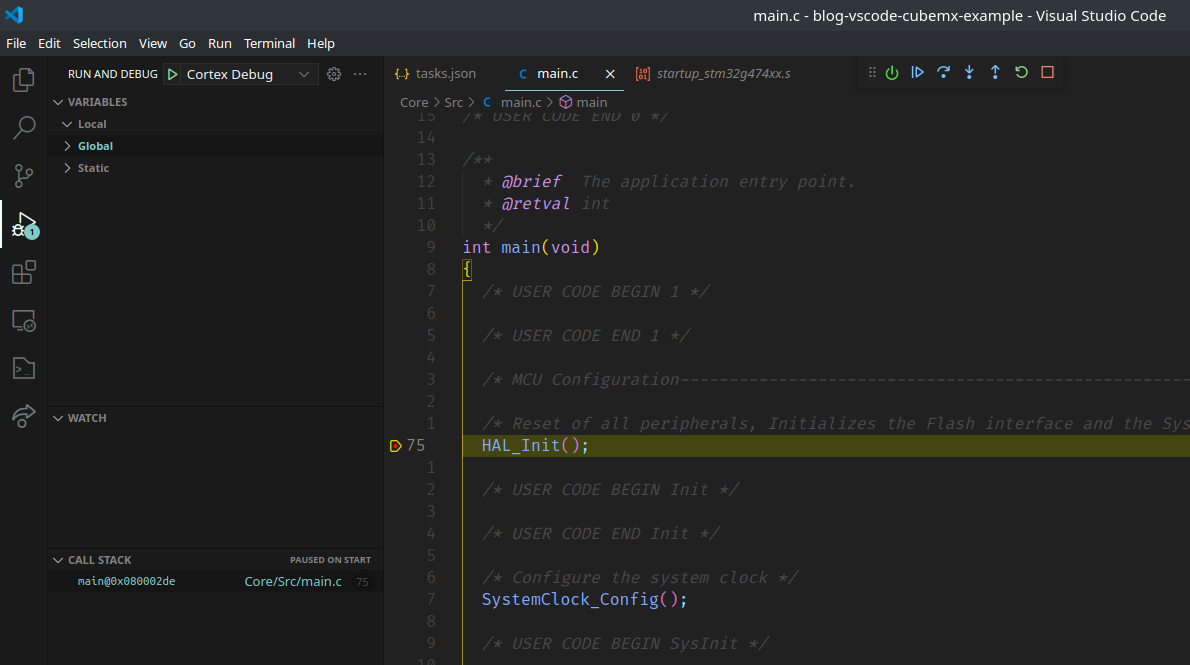 main.c - blog-vscode-cubemx-example - Visual Studio Code
File Edit Selection View Go Run Terminal Help
RUN AND DEBUG Cortex Debug ···
VARIABLES
Local
Global
Static
1
WATCH
CALL STACK PAUSED ON START
main@0x080002de Core/Src/main.c 75
tasks.json C main.c startup_stm32g474xx.s
Core > Src > C main.c > main
15 /* USER CODE END 0 */
14
13 /**
12 * @brief The application entry point.
11 * @retval int
10 */
9 int main(void)
8 {
7 /* USER CODE BEGIN 1 */
6
5 /* USER CODE END 1 */
4
3 /* MCU Configuration----------------------------------------------------
2
1 /* Reset of all peripherals, Initializes the Flash interface and the Sys
75 HAL_Init();
1
2 /* USER CODE BEGIN Init */
3
4 /* USER CODE END Init */
5
6 /* Configure the system clock */
7 SystemClock_Config();
8
9 /* USER CODE BEGIN SysInit */
10